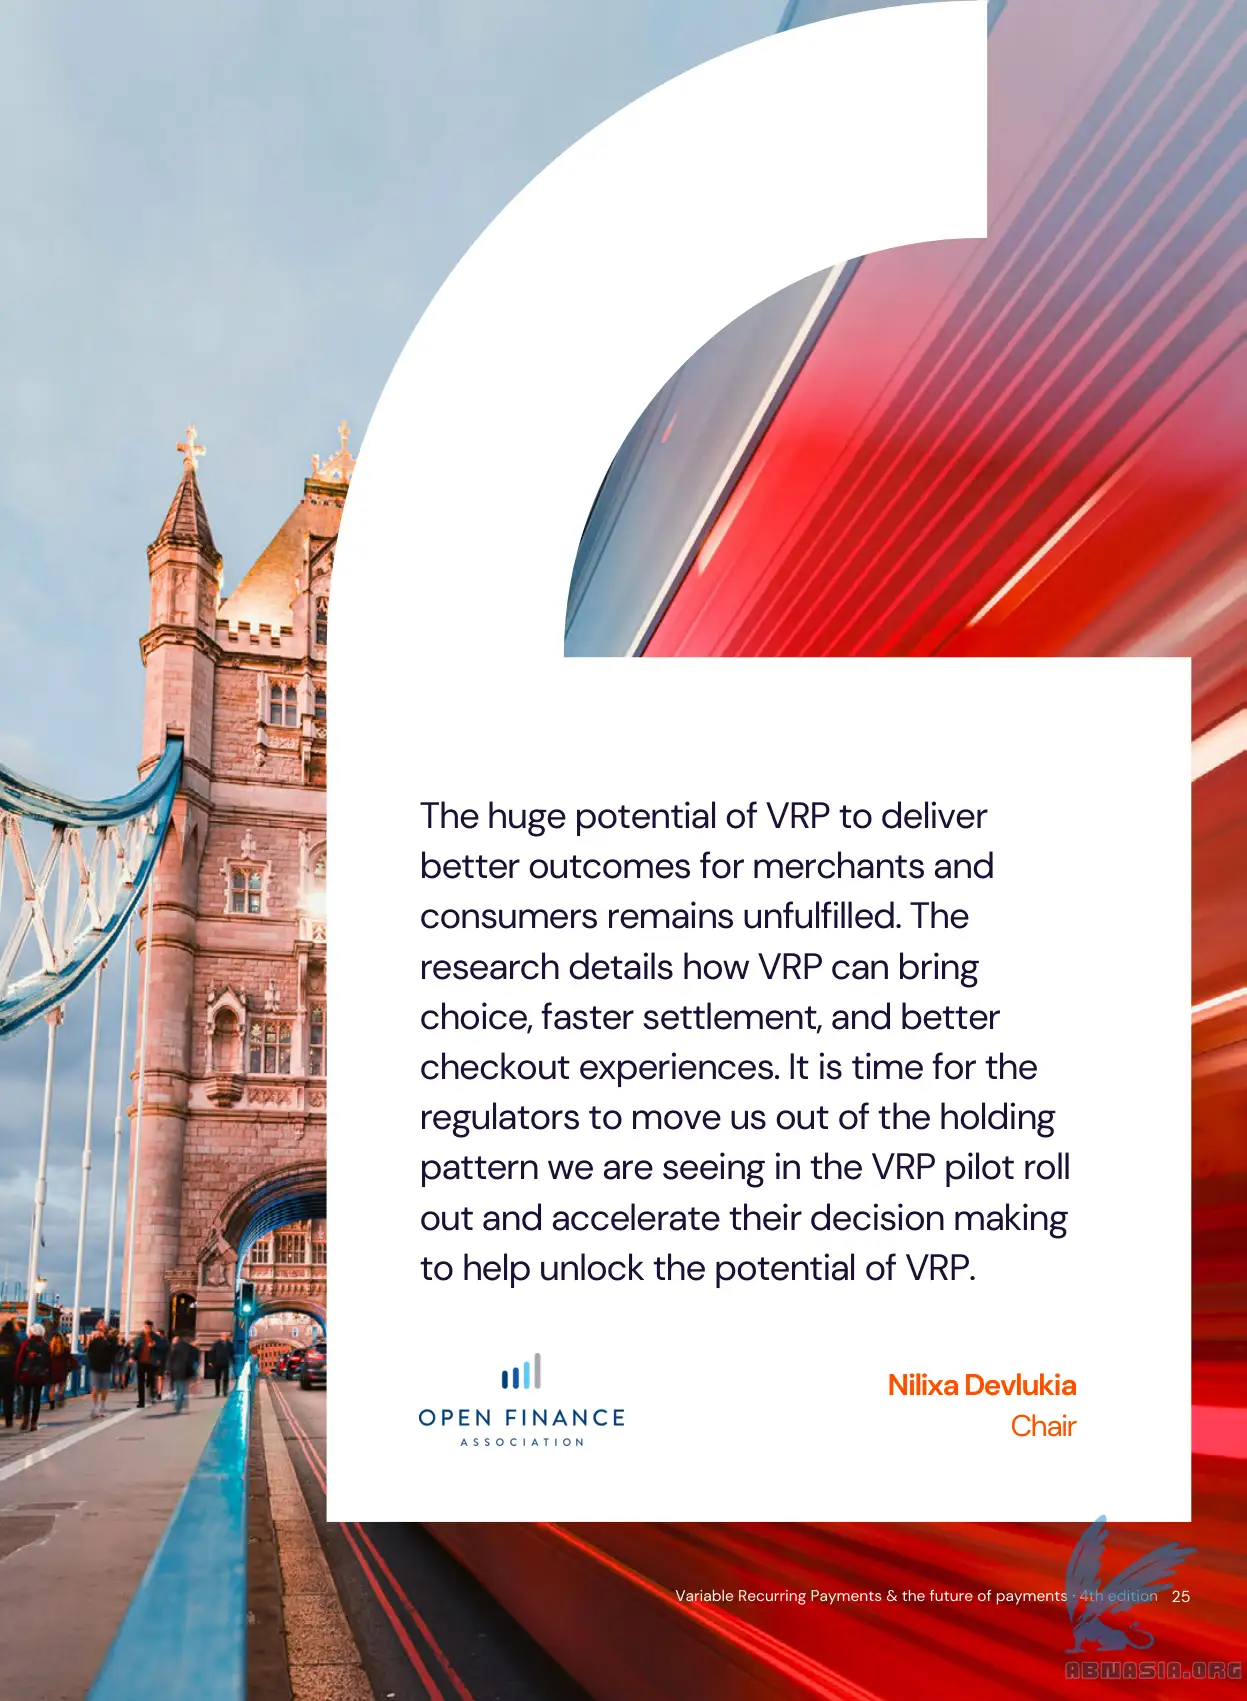 The huge potential of VRP to deliver
better outcomes for merchants and
consumers remains unfulfilled. The
research details how VRP can bring
choice, faster settlement, and better
checkout experiences. It is time for the
regulators to move us out of the holding
pattern we are seeing in the VRP pilot roll
out and accelerate their decision making
to help unlock the potential of VRP.
OPEN FINANCE
ASSOCIATION
Nilixa Devlukia
Chair
Variable Recurring Payments & the future of payments · 4th edition 25
ABNASIA.ORG